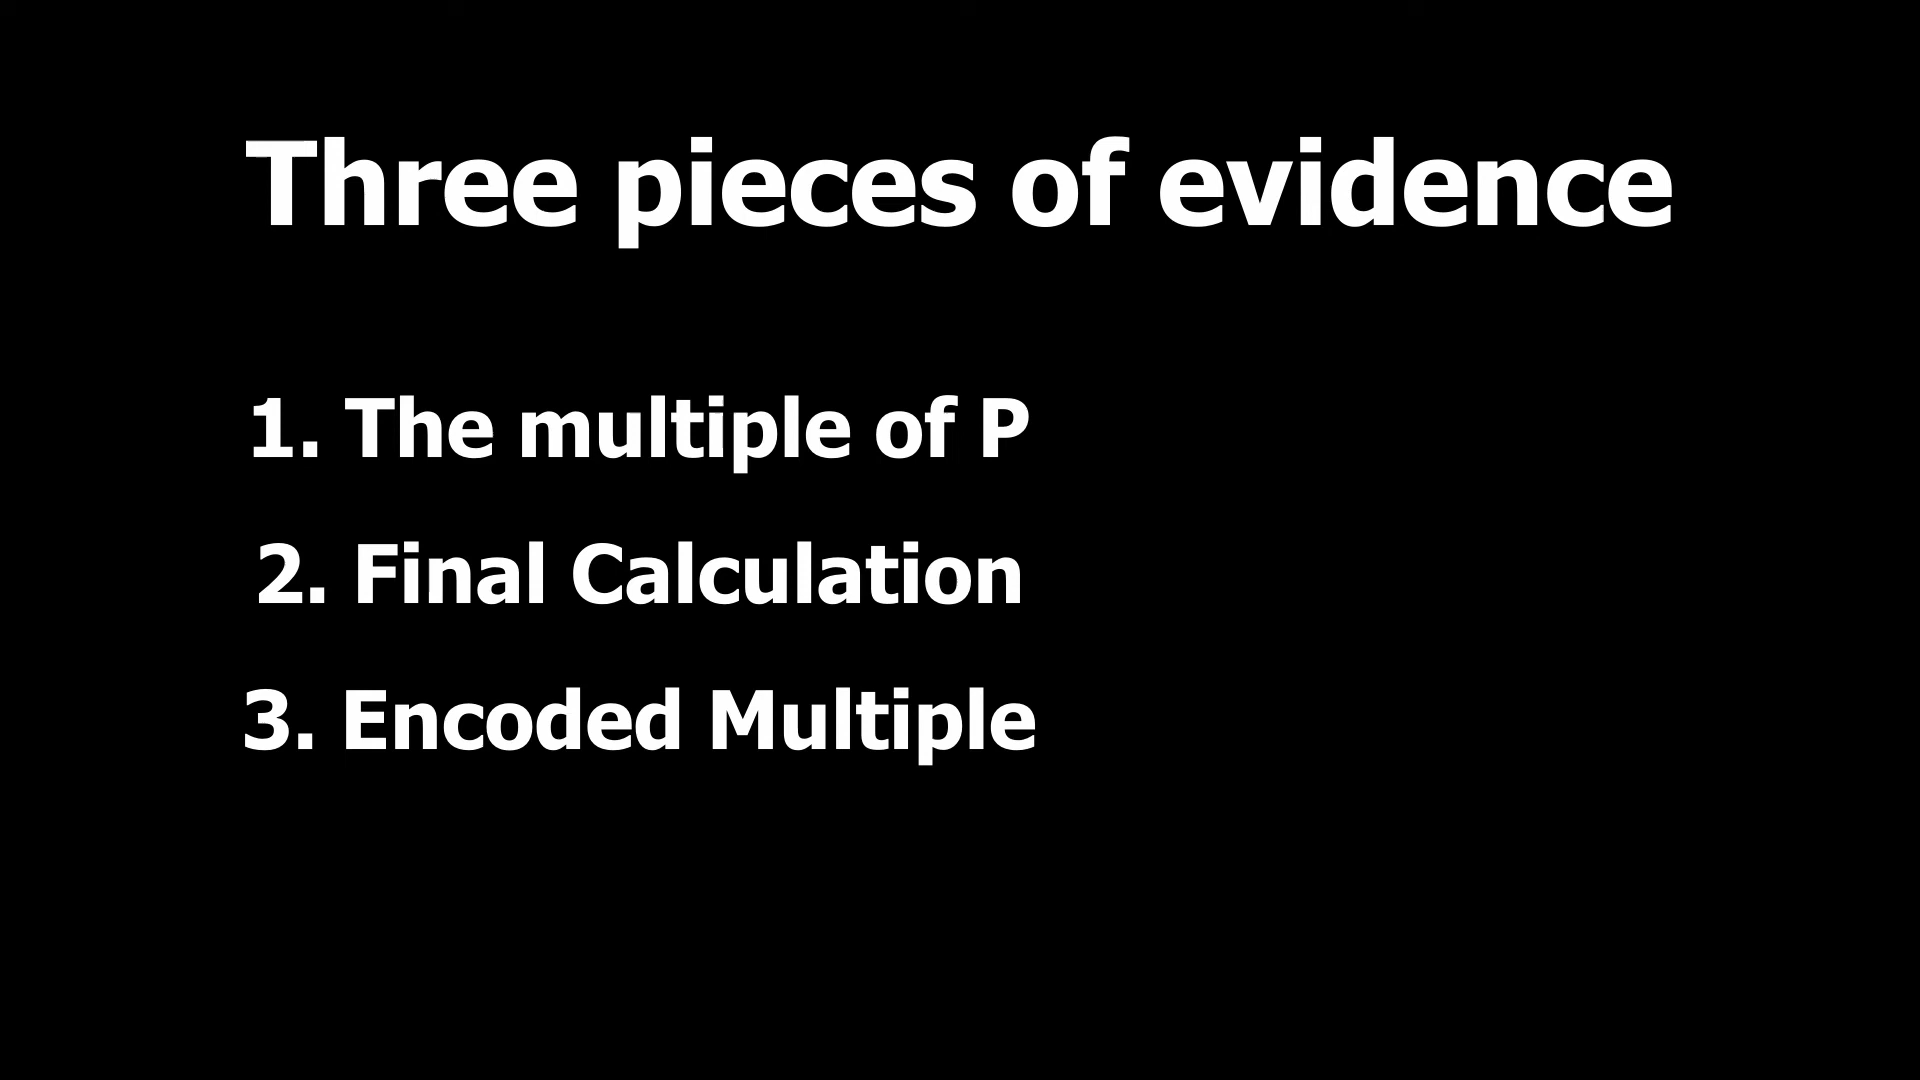 Three pieces of evidence
1. The multiple of P
2. Final Calculation
3. Encoded Multiple